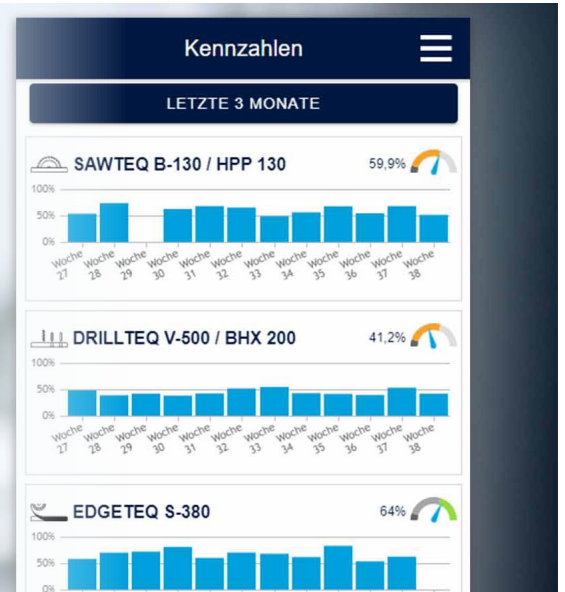 Kennzahlen
LETZTE 3 MONATE
SAWTEQ B-130 / HPP 130 59,9%
100%
50%
0%
Woche 27 Woche 28 Woche 29 Woche 30 Woche 31 Woche 32 Woche 33 Woche 34 Woche 35 Woche 36 Woche 37 Woche 38
DRILLTEQ V-500 / BHX 200 41,2%
100%
50%
0%
Woche 27 Woche 28 Woche 29 Woche 30 Woche 31 Woche 32 Woche 33 Woche 34 Woche 35 Woche 36 Woche 37 Woche 38
EDGETEQ S-380 64%
100%
50%
0%